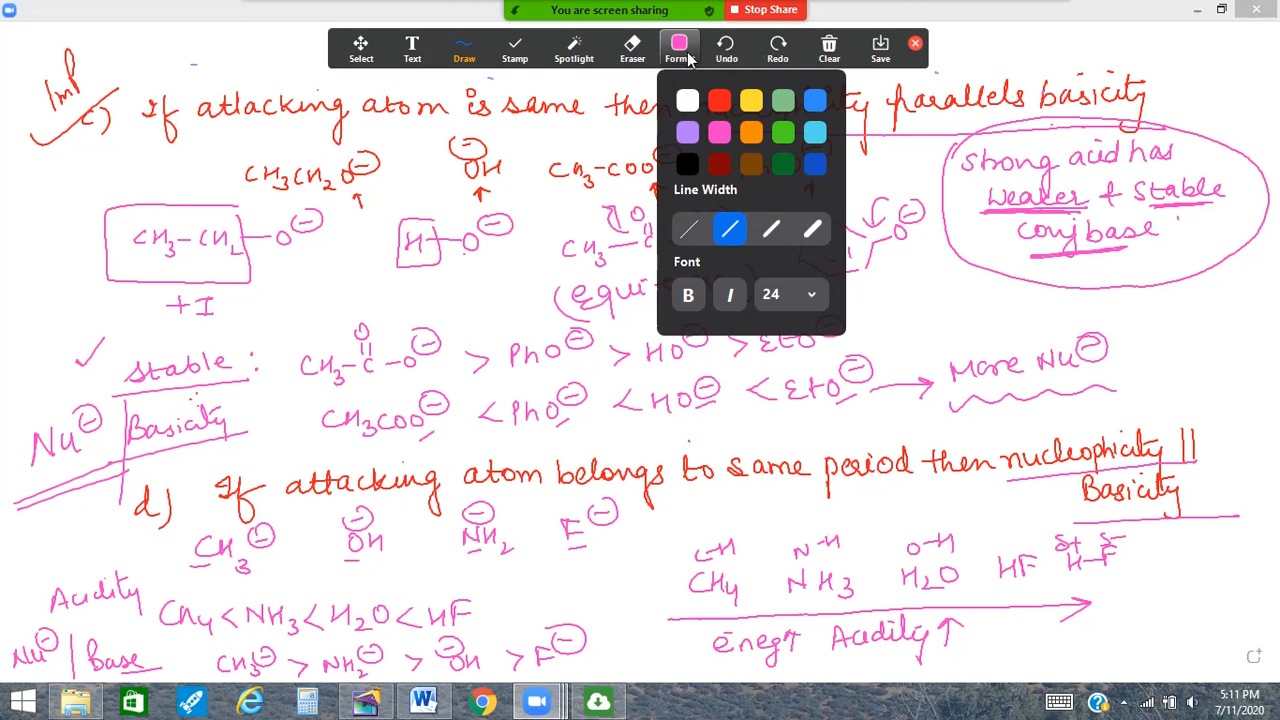 You are screen sharing Stop Share
Select Text Draw Stamp Spotlight Eraser Format Undo Redo Clear Save
Imp
c) If attacking atom is same then parallels basicity
CH3CH2O⊖ ⊖OH CH3-COO
strong acid has
weaker & stable
conj base
CH3-CH2-O⊖ H-O⊖ CH3-C O O⊖
+I
(equi
Line Width
Font
B I 24
Stable : CH3-C-O⊖ > PhO⊖ > HO⊖ > EtO⊖
O
Nu⊖ | Basicity CH3COO⊖ < PhO⊖ < HO⊖ < EtO⊖ → More Nu⊖
d) If attacking atom belongs to same period then nucleophicity ||
Basicity
CH3⊖ ⊖OH ⊖NH2 F⊖
C-H N-H O-H δ+ δ-
CH4 NH3 H2O HF H-F
Acidity
CH4 < NH3 < H2O < HF
eneg↑ Acidity↑
Nu⊖ | Base CH3⊖ > NH2⊖ > ⊖OH > F⊖
5:11 PM
7/11/2020